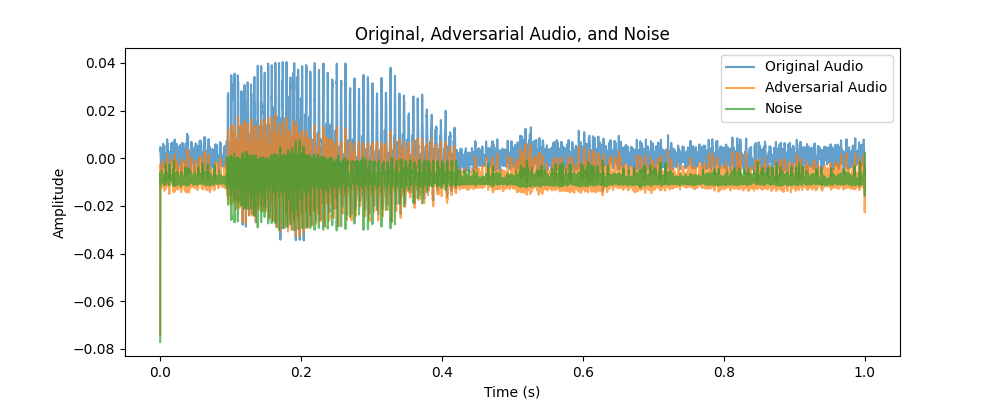 Original, Adversarial Audio, and Noise
Original Audio
Adversarial Audio
Noise
0.04
0.02
0.00
−0.02
−0.04
−0.06
−0.08
Amplitude
0.0
0.2
0.4
0.6
0.8
1.0
Time (s)